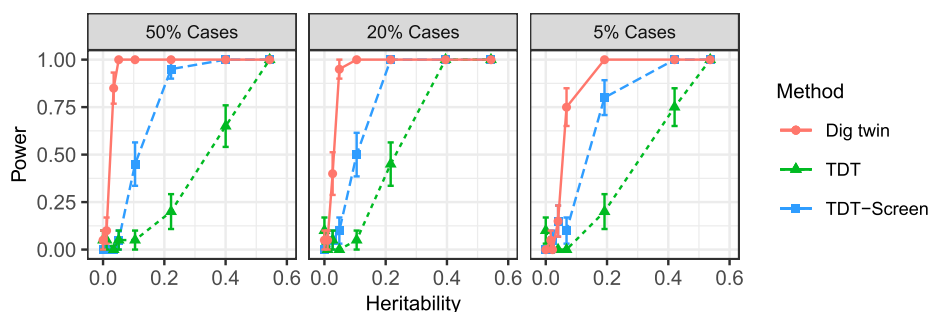 50% Cases 20% Cases 5% Cases
1.00
0.75
0.50
0.25
0.00
Power
0.0 0.2 0.4 0.6 0.0 0.2 0.4 0.6 0.0 0.2 0.4 0.6
Heritability
Method
Dig twin
TDT
TDT−Screen